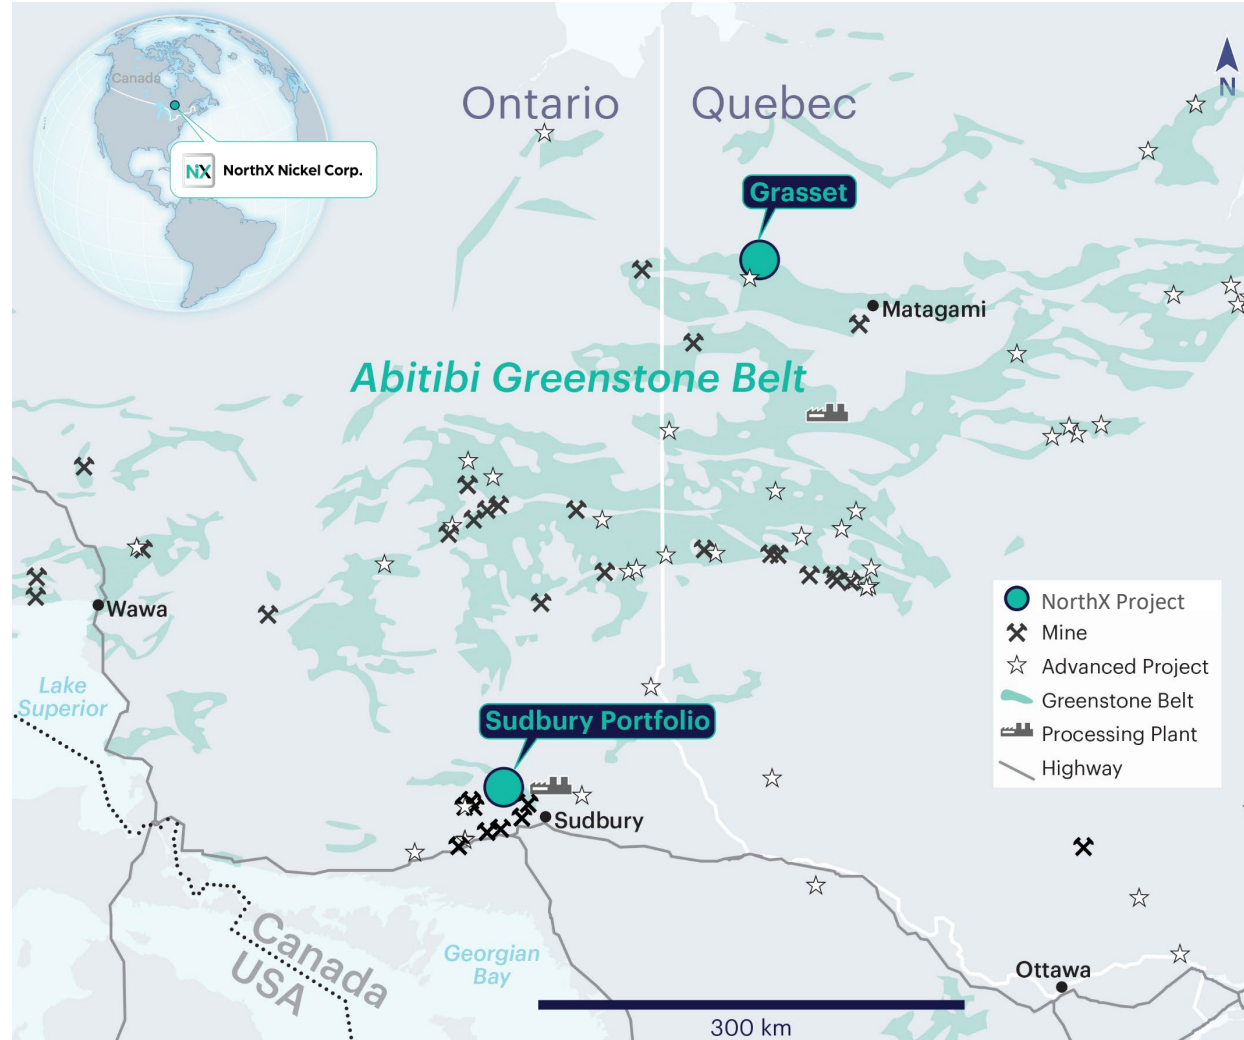 Canada
NX NorthX Nickel Corp.
Ontario
Quebec
N
Grasset
Matagami
Abitibi Greenstone Belt
Wawa
Lake
Superior
Sudbury Portfolio
Sudbury
NorthX Project
Mine
Advanced Project
Greenstone Belt
Processing Plant
Highway
Canada
USA
Georgian
Bay
Ottawa
300 km